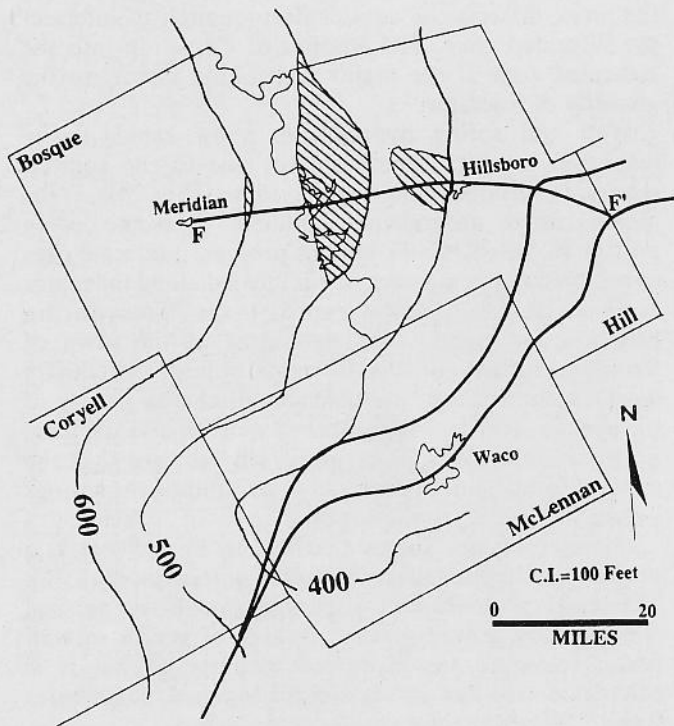 Bosque
Hillsboro
Meridian
F
F'
Hill
Coryell
N
Waco
600
500
McLennan
400
C.I.=100 Feet
0 20
MILES